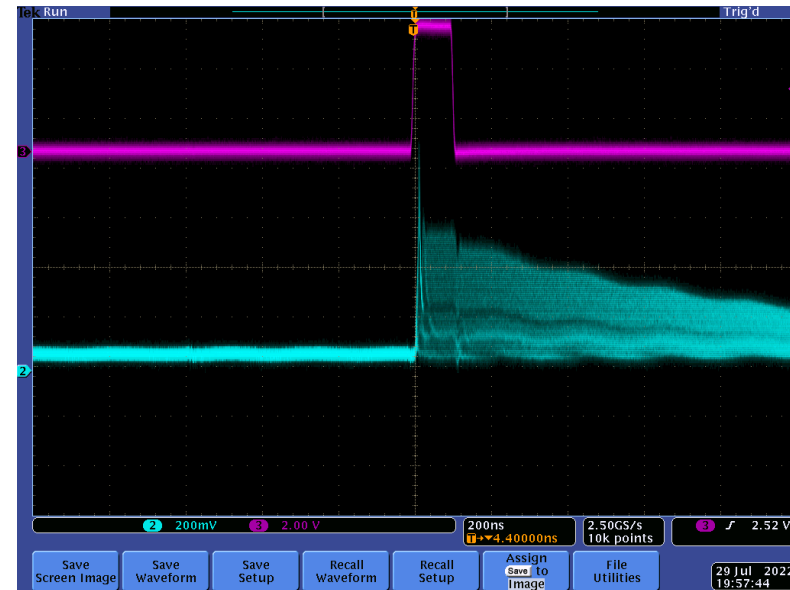 Tek Run Trig'd
T
T
3
2
2 200mV 3 2.00 V
200ns
T→▼4.40000ns
2.50GS/s
10k points
3 ƒ 2.52 V
Save
Screen Image
Save
Waveform
Save
Setup
Recall
Waveform
Recall
Setup
Assign
Save to
Image
File
Utilities
29 Jul 2022
19:57:44